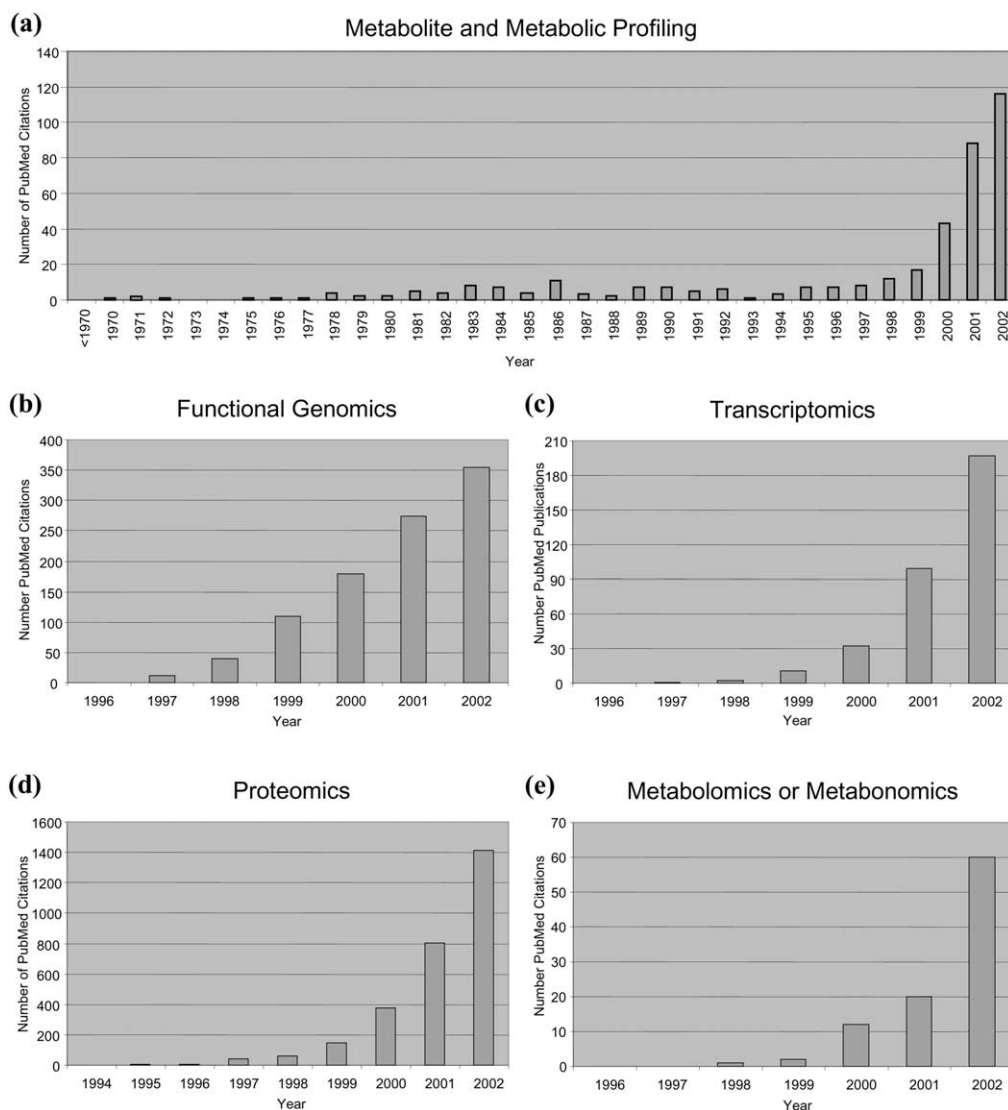 (a)
Metabolite and Metabolic Profiling
Number of PubMed Citations
140
120
100
80
60
40
20
0
<1970 1970 1971 1972 1973 1974 1975 1976 1977 1978 1979 1980 1981 1982 1983 1984 1985 1986 1987 1988 1989 1990 1991 1992 1993 1994 1995 1996 1997 1998 1999 2000 2001 2002
Year
(b)
Functional Genomics
Number PubMed Citations
400
350
300
250
200
150
100
50
0
1996 1997 1998 1999 2000 2001 2002
Year
(c)
Transcriptomics
Number PubMed Publications
210
180
150
120
90
60
30
0
1996 1997 1998 1999 2000 2001 2002
Year
(d)
Proteomics
Number of PubMed Citations
1600
1400
1200
1000
800
600
400
200
0
1994 1995 1996 1997 1998 1999 2000 2001 2002
Year
(e)
Metabolomics or Metabonomics
Number PubMed Citations
70
60
50
40
30
20
10
0
1996 1997 1998 1999 2000 2001 2002
Year